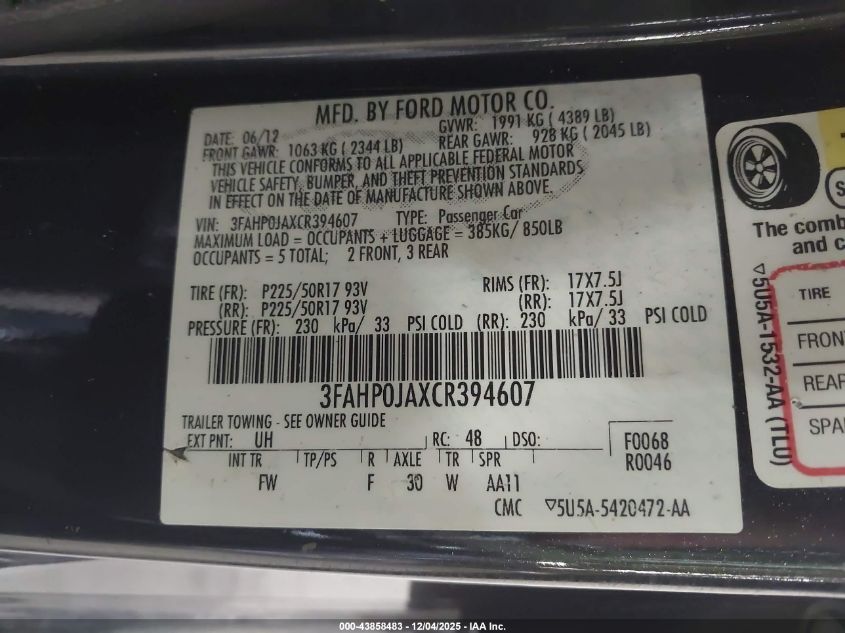 MFD. BY FORD MOTOR CO.
DATE: 06/12 GVWR: 1991 KG ( 4389 LB)
FRONT GAWR: 1063 KG ( 2344 LB) REAR GAWR: 928 KG ( 2045 LB)
THIS VEHICLE CONFORMS TO ALL APPLICABLE FEDERAL MOTOR
VEHICLE SAFETY, BUMPER, AND THEFT PREVENTION STANDARDS
IN EFFECT ON THE DATE OF MANUFACTURE SHOWN ABOVE.
VIN: 3FAHP0JAXCR394607 TYPE: Passenger Car
MAXIMUM LOAD = OCCUPANTS + LUGGAGE = 385KG/ 850LB
OCCUPANTS = 5 TOTAL; 2 FRONT, 3 REAR
TIRE (FR): P225/50R17 93V RIMS (FR): 17X7.5J
(RR): P225/50R17 93V (RR): 17X7.5J
PRESSURE (FR): 230 kPa/ 33 PSI COLD (RR): 230 kPa/ 33 PSI COLD
3FAHP0JAXCR394607
TRAILER TOWING - SEE OWNER GUIDE
EXT PNT: UH RC: 48 DSO: F0068
INT TR TP/PS R AXLE TR SPR R0046
FW F 30 W AA11
CMC ▽5U5A-5420472-AA
The comb
and c
▽5U5A-1532-AA (TLU)
TIRE
FRONT
REAR
SPA
000-43858483 - 12/04/2025 - IAA Inc.